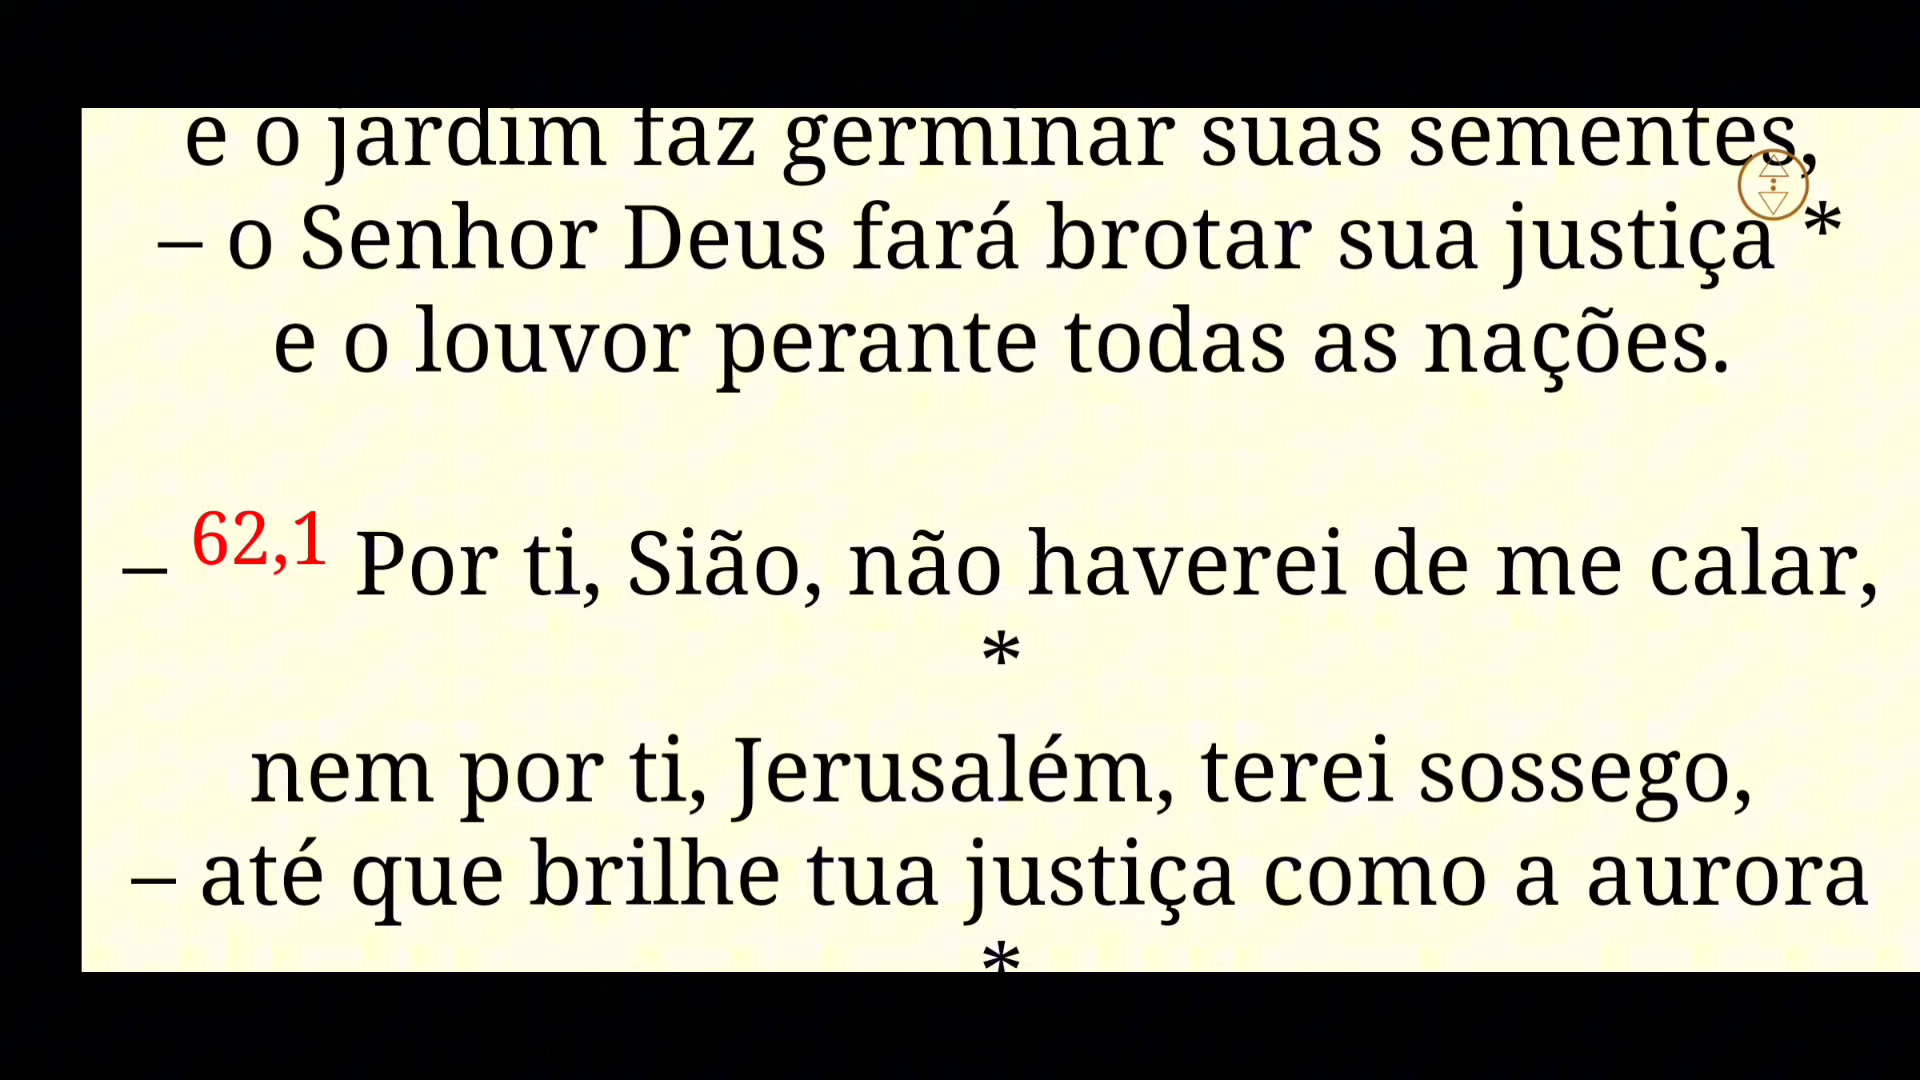 e o jardim faz germinar suas sementes,
– o Senhor Deus fará brotar sua justiça *
e o louvor perante todas as nações.
– 62,1 Por ti, Sião, não haverei de me calar,
*
nem por ti, Jerusalém, terei sossego,
– até que brilhe tua justiça como a aurora
*